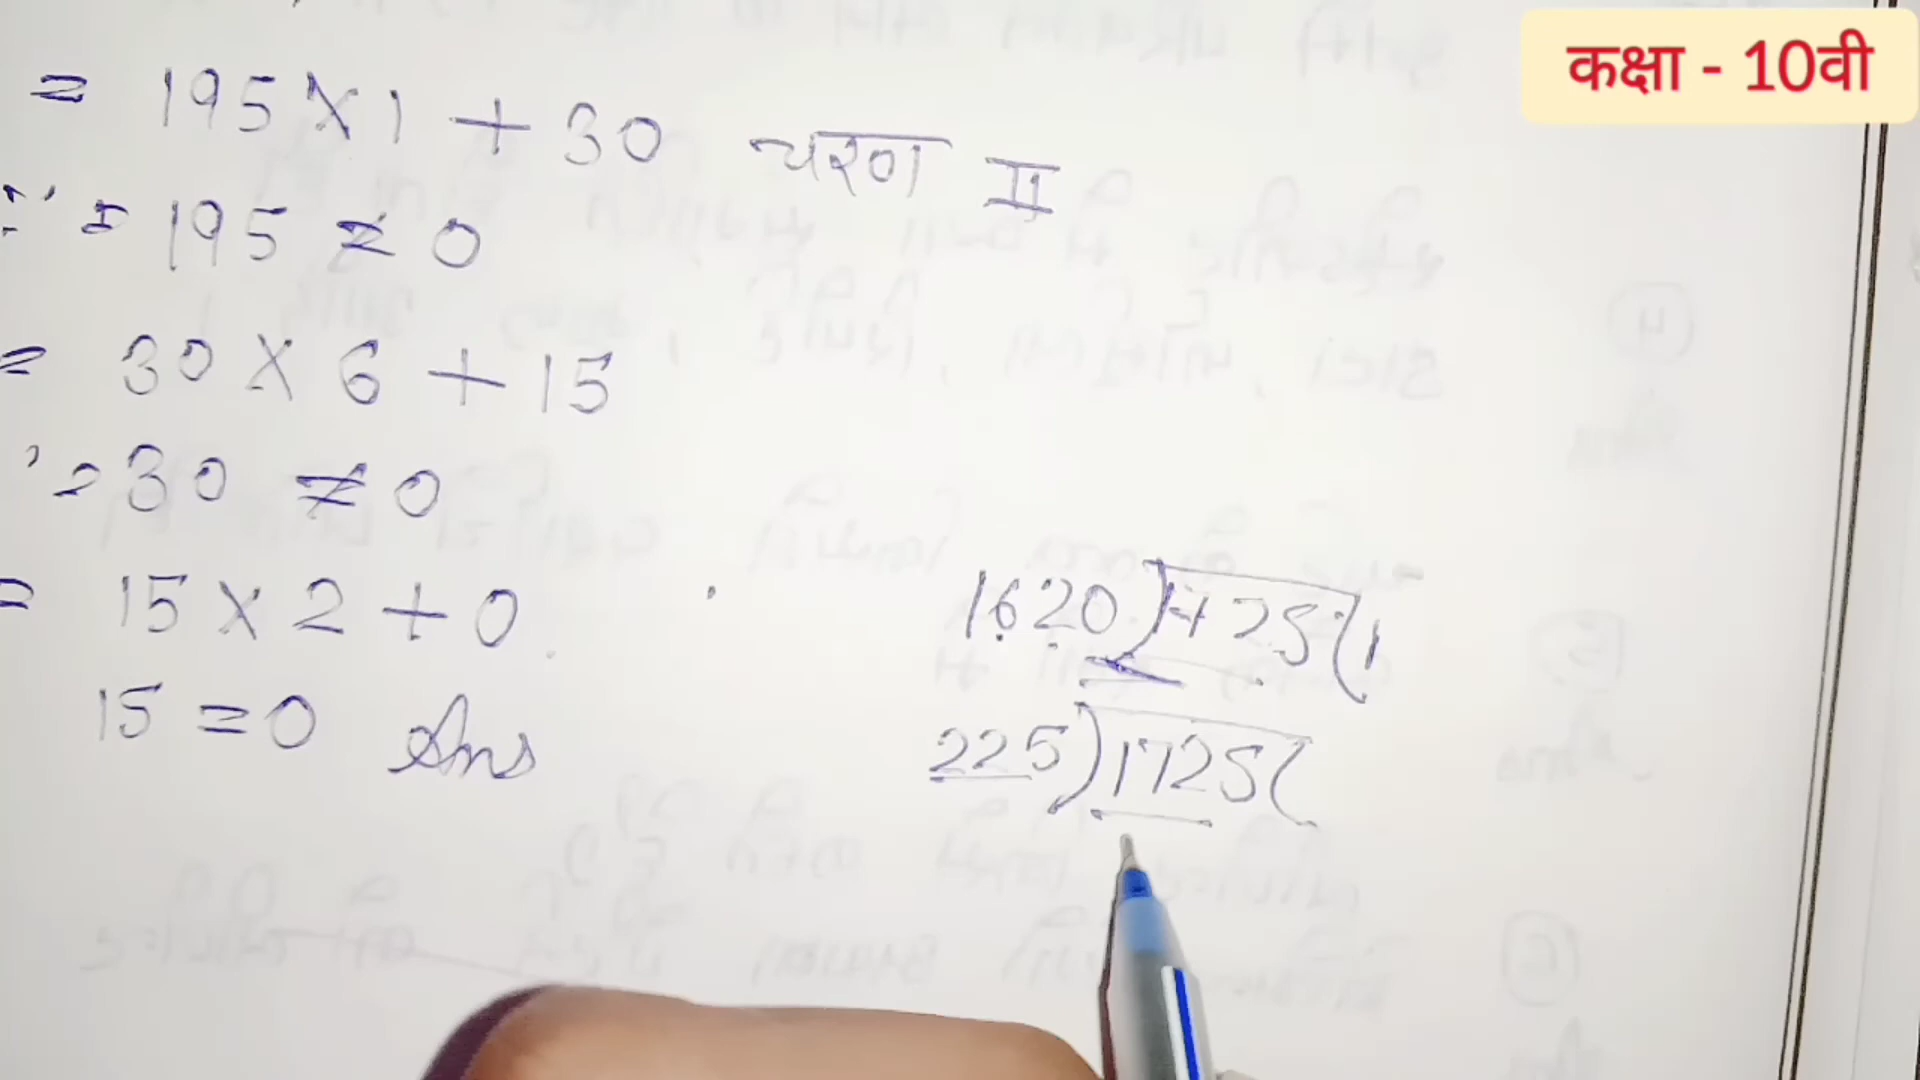 कक्षा - 10वी
= 195 X 1 + 30 चरण II
∵ = 195 ≠ 0
= 30 X 6 + 15
= 30 ≠ 0
= 15 X 2 + 0
15 = 0 Ans
1620)1725(1
225)1725(